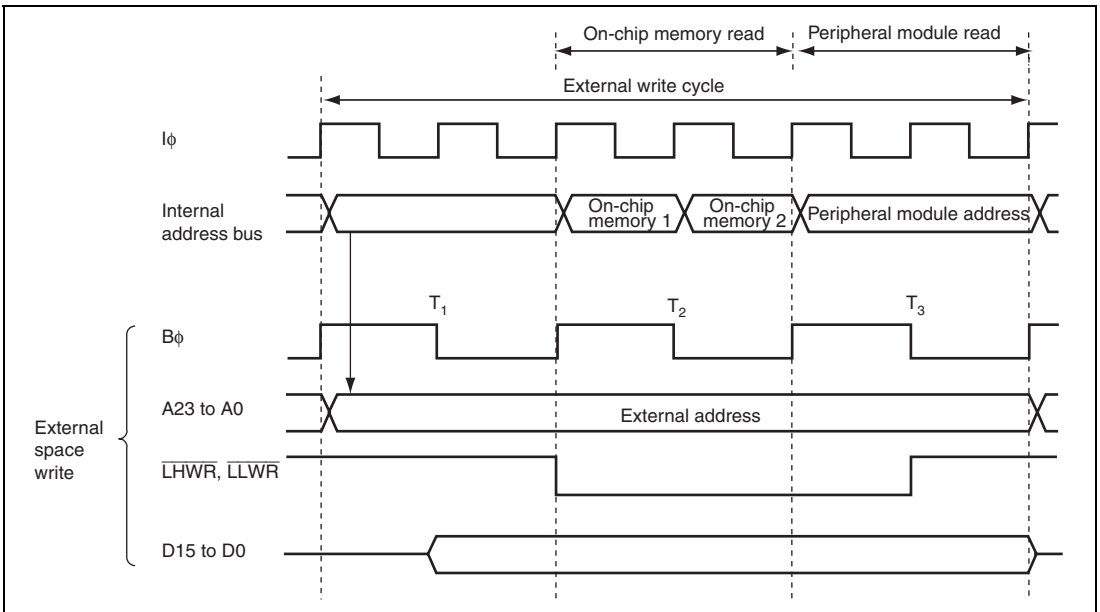 On-chip memory read
Peripheral module read
External write cycle
Iϕ
Internal
address bus
On-chip
memory 1
On-chip
memory 2
Peripheral module address
T1
T2
T3
Bϕ
A23 to A0
External address
External
space
write
L̅H̅W̅R̅, L̅L̅W̅R̅
D15 to D0